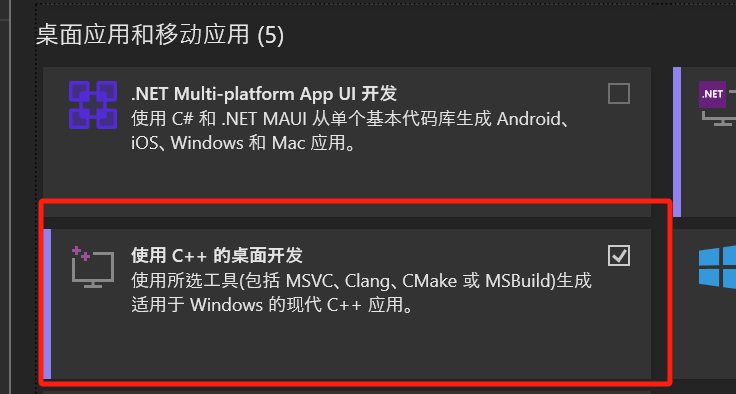 桌面应用和移动应用 (5)
.NET Multi-platform App UI 开发
使用 C# 和 .NET MAUI 从单个基本代码库生成 Android、
iOS、Windows 和 Mac 应用。
.NET
使用 C++ 的桌面开发
使用所选工具(包括 MSVC、Clang、CMake 或 MSBuild)生成
适用于 Windows 的现代 C++ 应用。